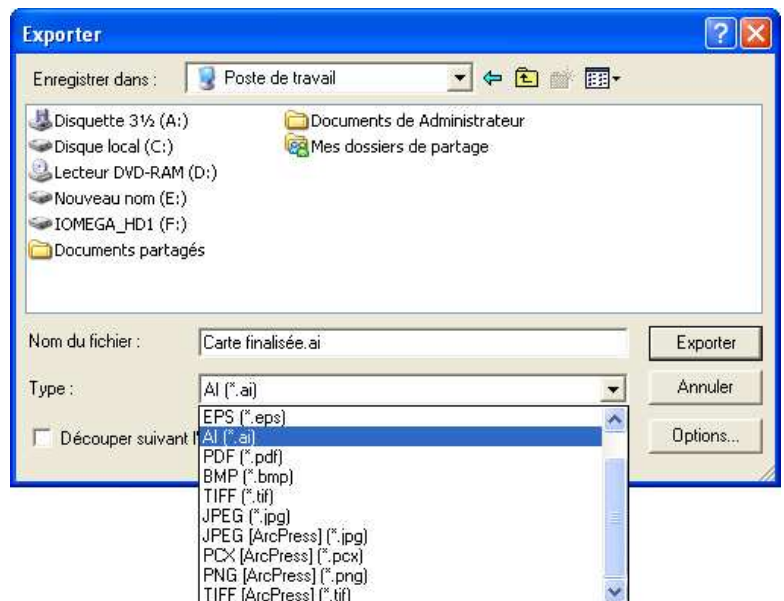 Exporter
Enregistrer dans :
Poste de travail
Disquette 3½ (A:)
Disque local (C:)
Lecteur DVD-RAM (D:)
Nouveau nom (E:)
IOMEGA_HD1 (F:)
Documents partagés
Documents de Administrateur
Mes dossiers de partage
Nom du fichier :
Carte finalisée.ai
Exporter
Type :
AI (*.ai)
Annuler
Découper suivant l'
Options...
EPS (*.eps)
AI (*.ai)
PDF (*.pdf)
BMP (*.bmp)
TIFF (*.tif)
JPEG (*.jpg)
JPEG [ArcPress] (*.jpg)
PCX [ArcPress] (*.pcx)
PNG [ArcPress] (*.png)
TIFF [ArcPress] (*.tif)